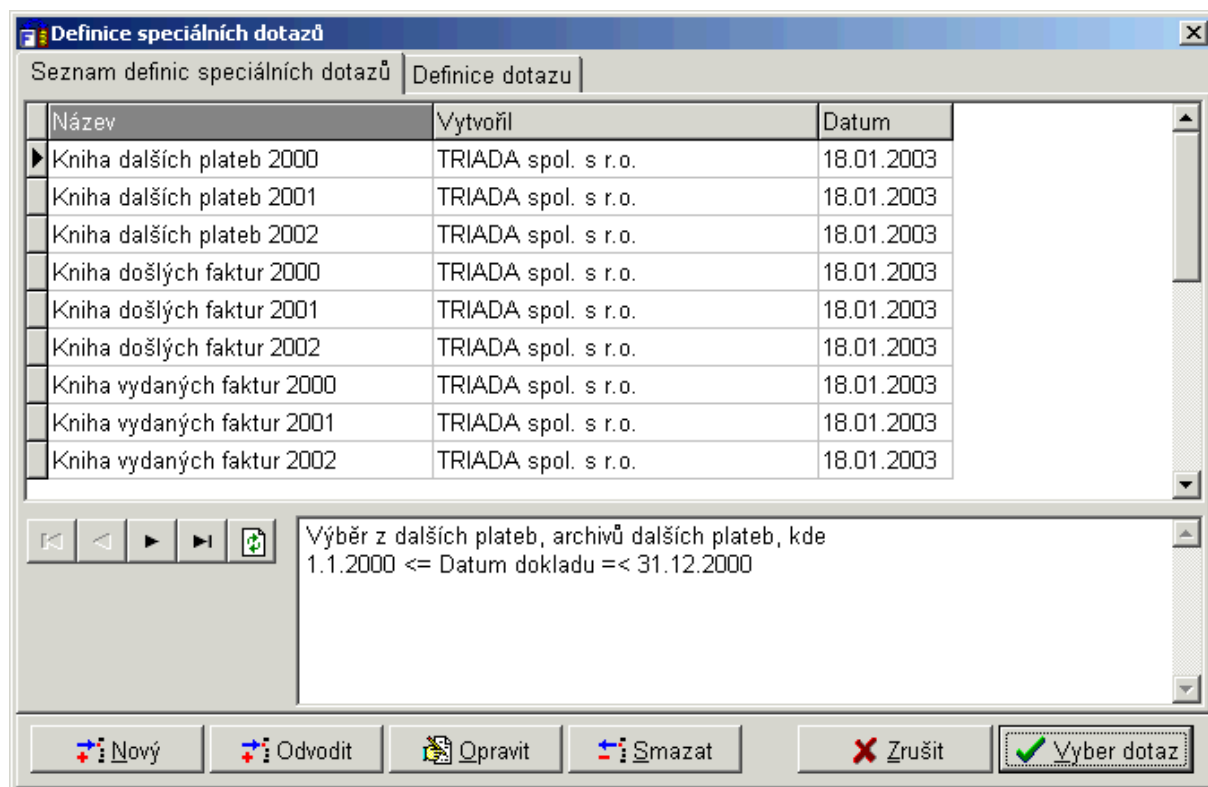 Definice speciálních dotazů
Seznam definic speciálních dotazů Definice dotazu
Název Vytvořil Datum
Kniha dalších plateb 2000 TRIADA spol. s r.o. 18.01.2003
Kniha dalších plateb 2001 TRIADA spol. s r.o. 18.01.2003
Kniha dalších plateb 2002 TRIADA spol. s r.o. 18.01.2003
Kniha došlých faktur 2000 TRIADA spol. s r.o. 18.01.2003
Kniha došlých faktur 2001 TRIADA spol. s r.o. 18.01.2003
Kniha došlých faktur 2002 TRIADA spol. s r.o. 18.01.2003
Kniha vydaných faktur 2000 TRIADA spol. s r.o. 18.01.2003
Kniha vydaných faktur 2001 TRIADA spol. s r.o. 18.01.2003
Kniha vydaných faktur 2002 TRIADA spol. s r.o. 18.01.2003
Výběr z dalších plateb, archivů dalších plateb, kde
1.1.2000 <= Datum dokladu =< 31.12.2000
Nový Odvodit Opravit Smazat Zrušit Vyber dotaz